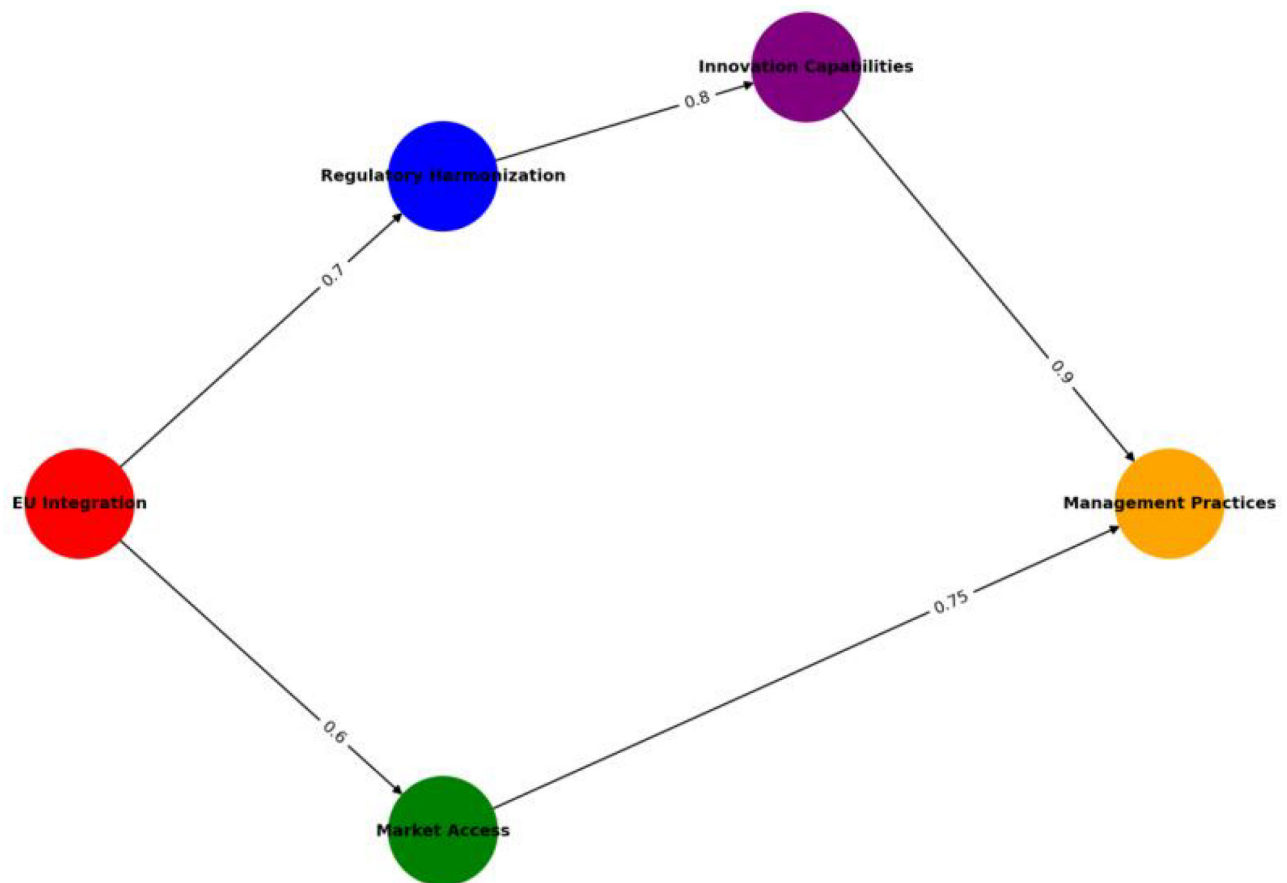 Innovation Capabilities
0.8
Regulatory Harmonization
0.7
0.9
EU Integration
Management Practices
0.75
0.6
Market Access